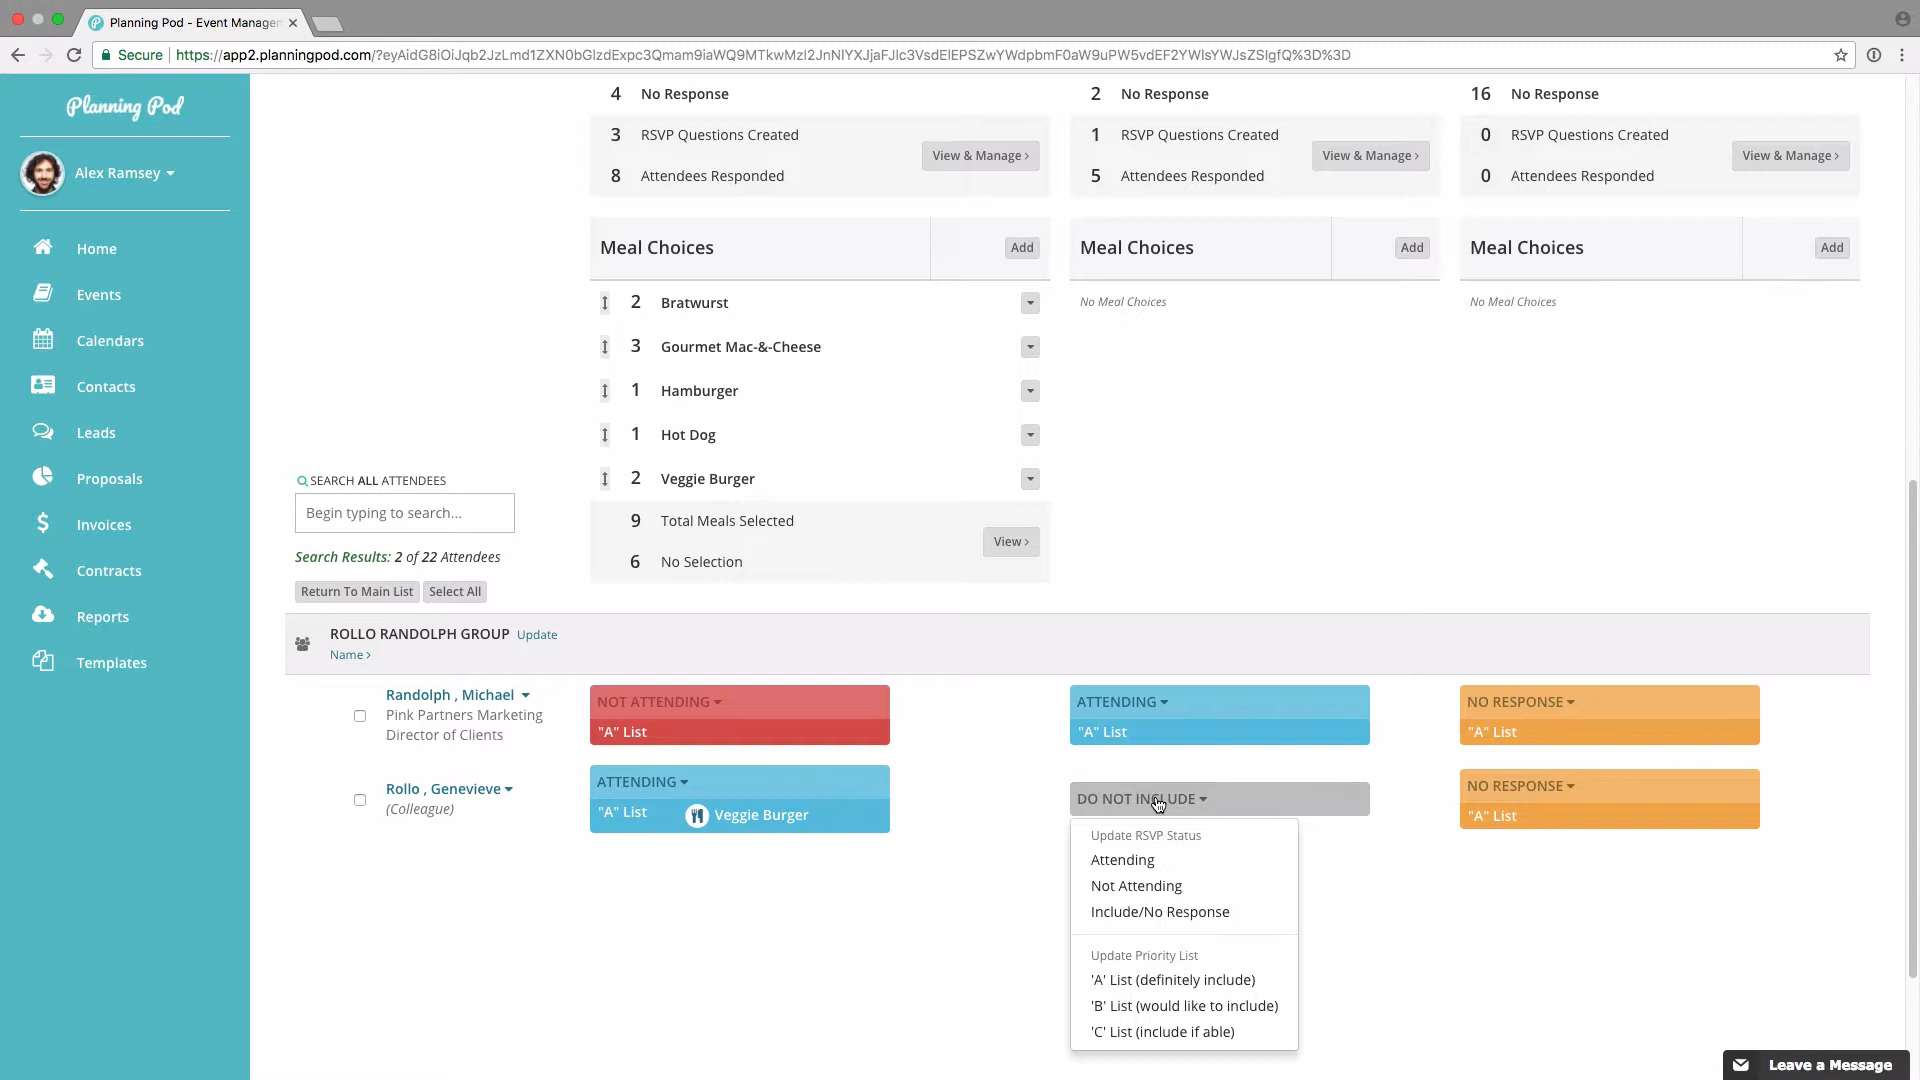 Planning Pod - Event Managem
Secure
https://app2.planningpod.com/?eyAidG8iOiJqb2JzLmd1ZXN0bGlzdExpc3Qmam9iaWQ9MTkwMzI2JnNlYXJjaFJlc3VsdElEPSZwYWdpbmF0aW9uPW5vdEF2YWlsYWJsZSIgfQ%3D%3D
Planning Pod
Alex Ramsey
Home
Events
Calendars
Contacts
Leads
Proposals
Invoices
Contracts
Reports
Templates
4 No Response
2 No Response
16 No Response
3 RSVP Questions Created
8 Attendees Responded
View & Manage ›
1 RSVP Questions Created
5 Attendees Responded
View & Manage ›
0 RSVP Questions Created
0 Attendees Responded
View & Manage ›
Meal Choices Add
Meal Choices Add
Meal Choices Add
2 Bratwurst
3 Gourmet Mac-&-Cheese
1 Hamburger
1 Hot Dog
2 Veggie Burger
9 Total Meals Selected
6 No Selection
View ›
No Meal Choices
No Meal Choices
SEARCH ALL ATTENDEES
Begin typing to search...
Search Results: 2 of 22 Attendees
Return To Main List
Select All
ROLLO RANDOLPH GROUP Update
Name ›
Randolph , Michael
Pink Partners Marketing
Director of Clients
NOT ATTENDING
"A" List
ATTENDING
"A" List
NO RESPONSE
"A" List
Rollo , Genevieve
(Colleague)
ATTENDING
"A" List Veggie Burger
DO NOT INCLUDE
NO RESPONSE
"A" List
Update RSVP Status
Attending
Not Attending
Include/No Response
Update Priority List
'A' List (definitely include)
'B' List (would like to include)
'C' List (include if able)
Leave a Message